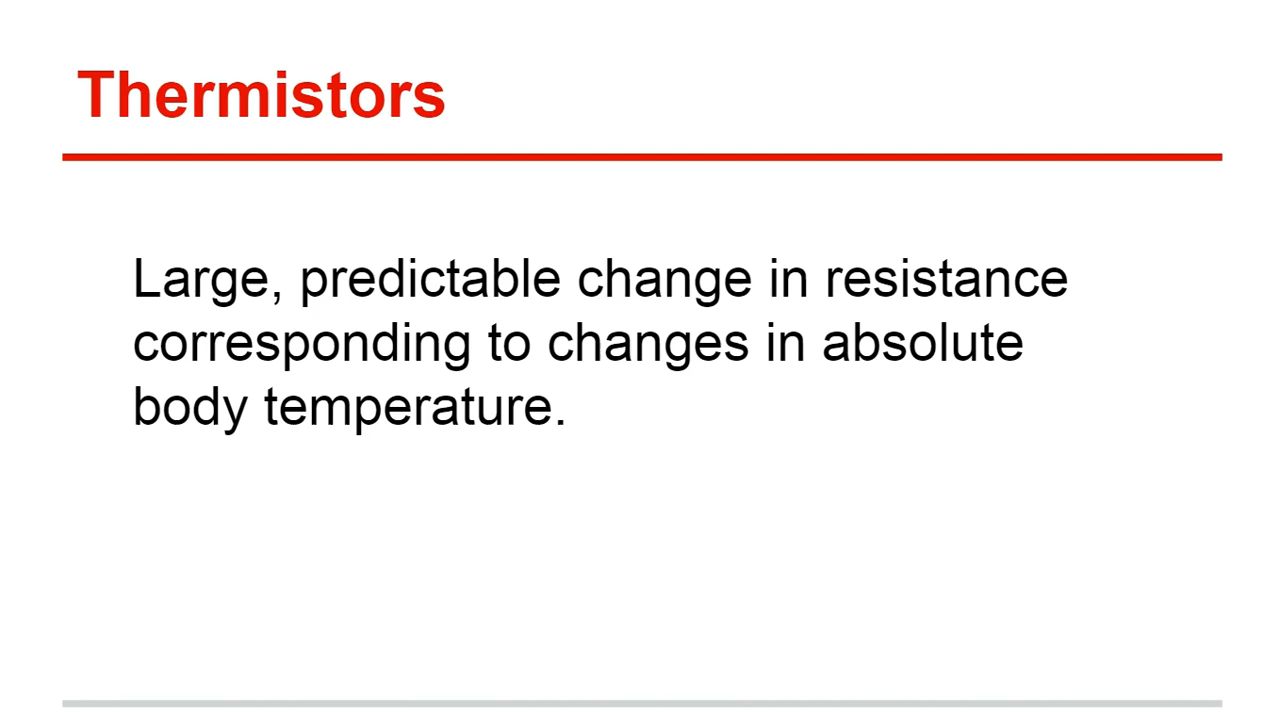 Thermistors
Large, predictable change in resistance
corresponding to changes in absolute
body temperature.